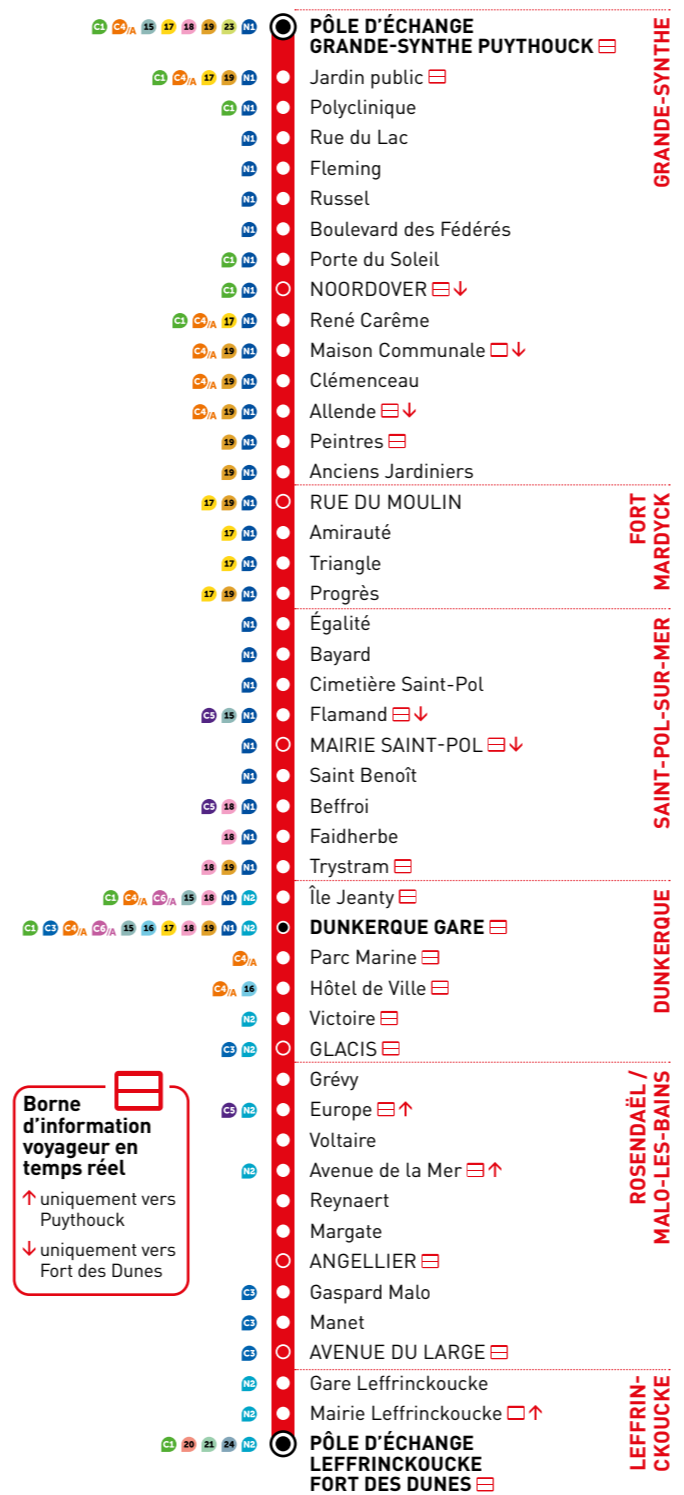 C1 C4/A 15 17 18 19 23 N1 PÔLE D'ÉCHANGE
GRANDE-SYNTHE PUYTHOUCK
C1 C4/A 17 19 N1 Jardin public
C1 N1 Polyclinique
N1 Rue du Lac
N1 Fleming
N1 Russel
N1 Boulevard des Fédérés
C1 N1 Porte du Soleil
C1 N1 NOORDOVER ↓
C1 C4/A 17 N1 René Carême
C4/A 19 N1 Maison Communale ↓
C4/A 19 N1 Clémenceau
C4/A 19 N1 Allende ↓
19 N1 Peintres
19 N1 Anciens Jardiniers
GRANDE-SYNTHE
17 19 N1 RUE DU MOULIN
17 N1 Amirauté
17 N1 Triangle
17 19 N1 Progrès
FORT
MARDYCK
N1 Égalité
N1 Bayard
N1 Cimetière Saint-Pol
C5 15 N1 Flamand ↓
N1 MAIRIE SAINT-POL ↓
N1 Saint Benoît
C5 18 N1 Beffroi
18 N1 Faidherbe
18 19 N1 Trystram
SAINT-POL-SUR-MER
C1 C4/A C6/A 15 18 N1 N2 Île Jeanty
C1 C3 C4/A C6/A 15 16 17 18 19 N1 N2 DUNKERQUE GARE
C4/A Parc Marine
C4/A 16 Hôtel de Ville
N2 Victoire
C3 N2 GLACIS
DUNKERQUE
Grévy
C5 N2 Europe ↑
Voltaire
N2 Avenue de la Mer ↑
Reynaert
Margate
ANGELLIER
C3 Gaspard Malo
C3 Manet
C3 AVENUE DU LARGE
ROSENDAËL /
MALO-LES-BAINS
N2 Gare Leffrinckoucke
N2 Mairie Leffrinckoucke ↑
C1 20 21 24 N2 PÔLE D'ÉCHANGE
LEFFRINCKOUCKE
FORT DES DUNES
LEFFRIN-
CKOUCKE
Borne
d'information
voyageur en
temps réel
↑ uniquement vers
Puythouck
↓ uniquement vers
Fort des Dunes